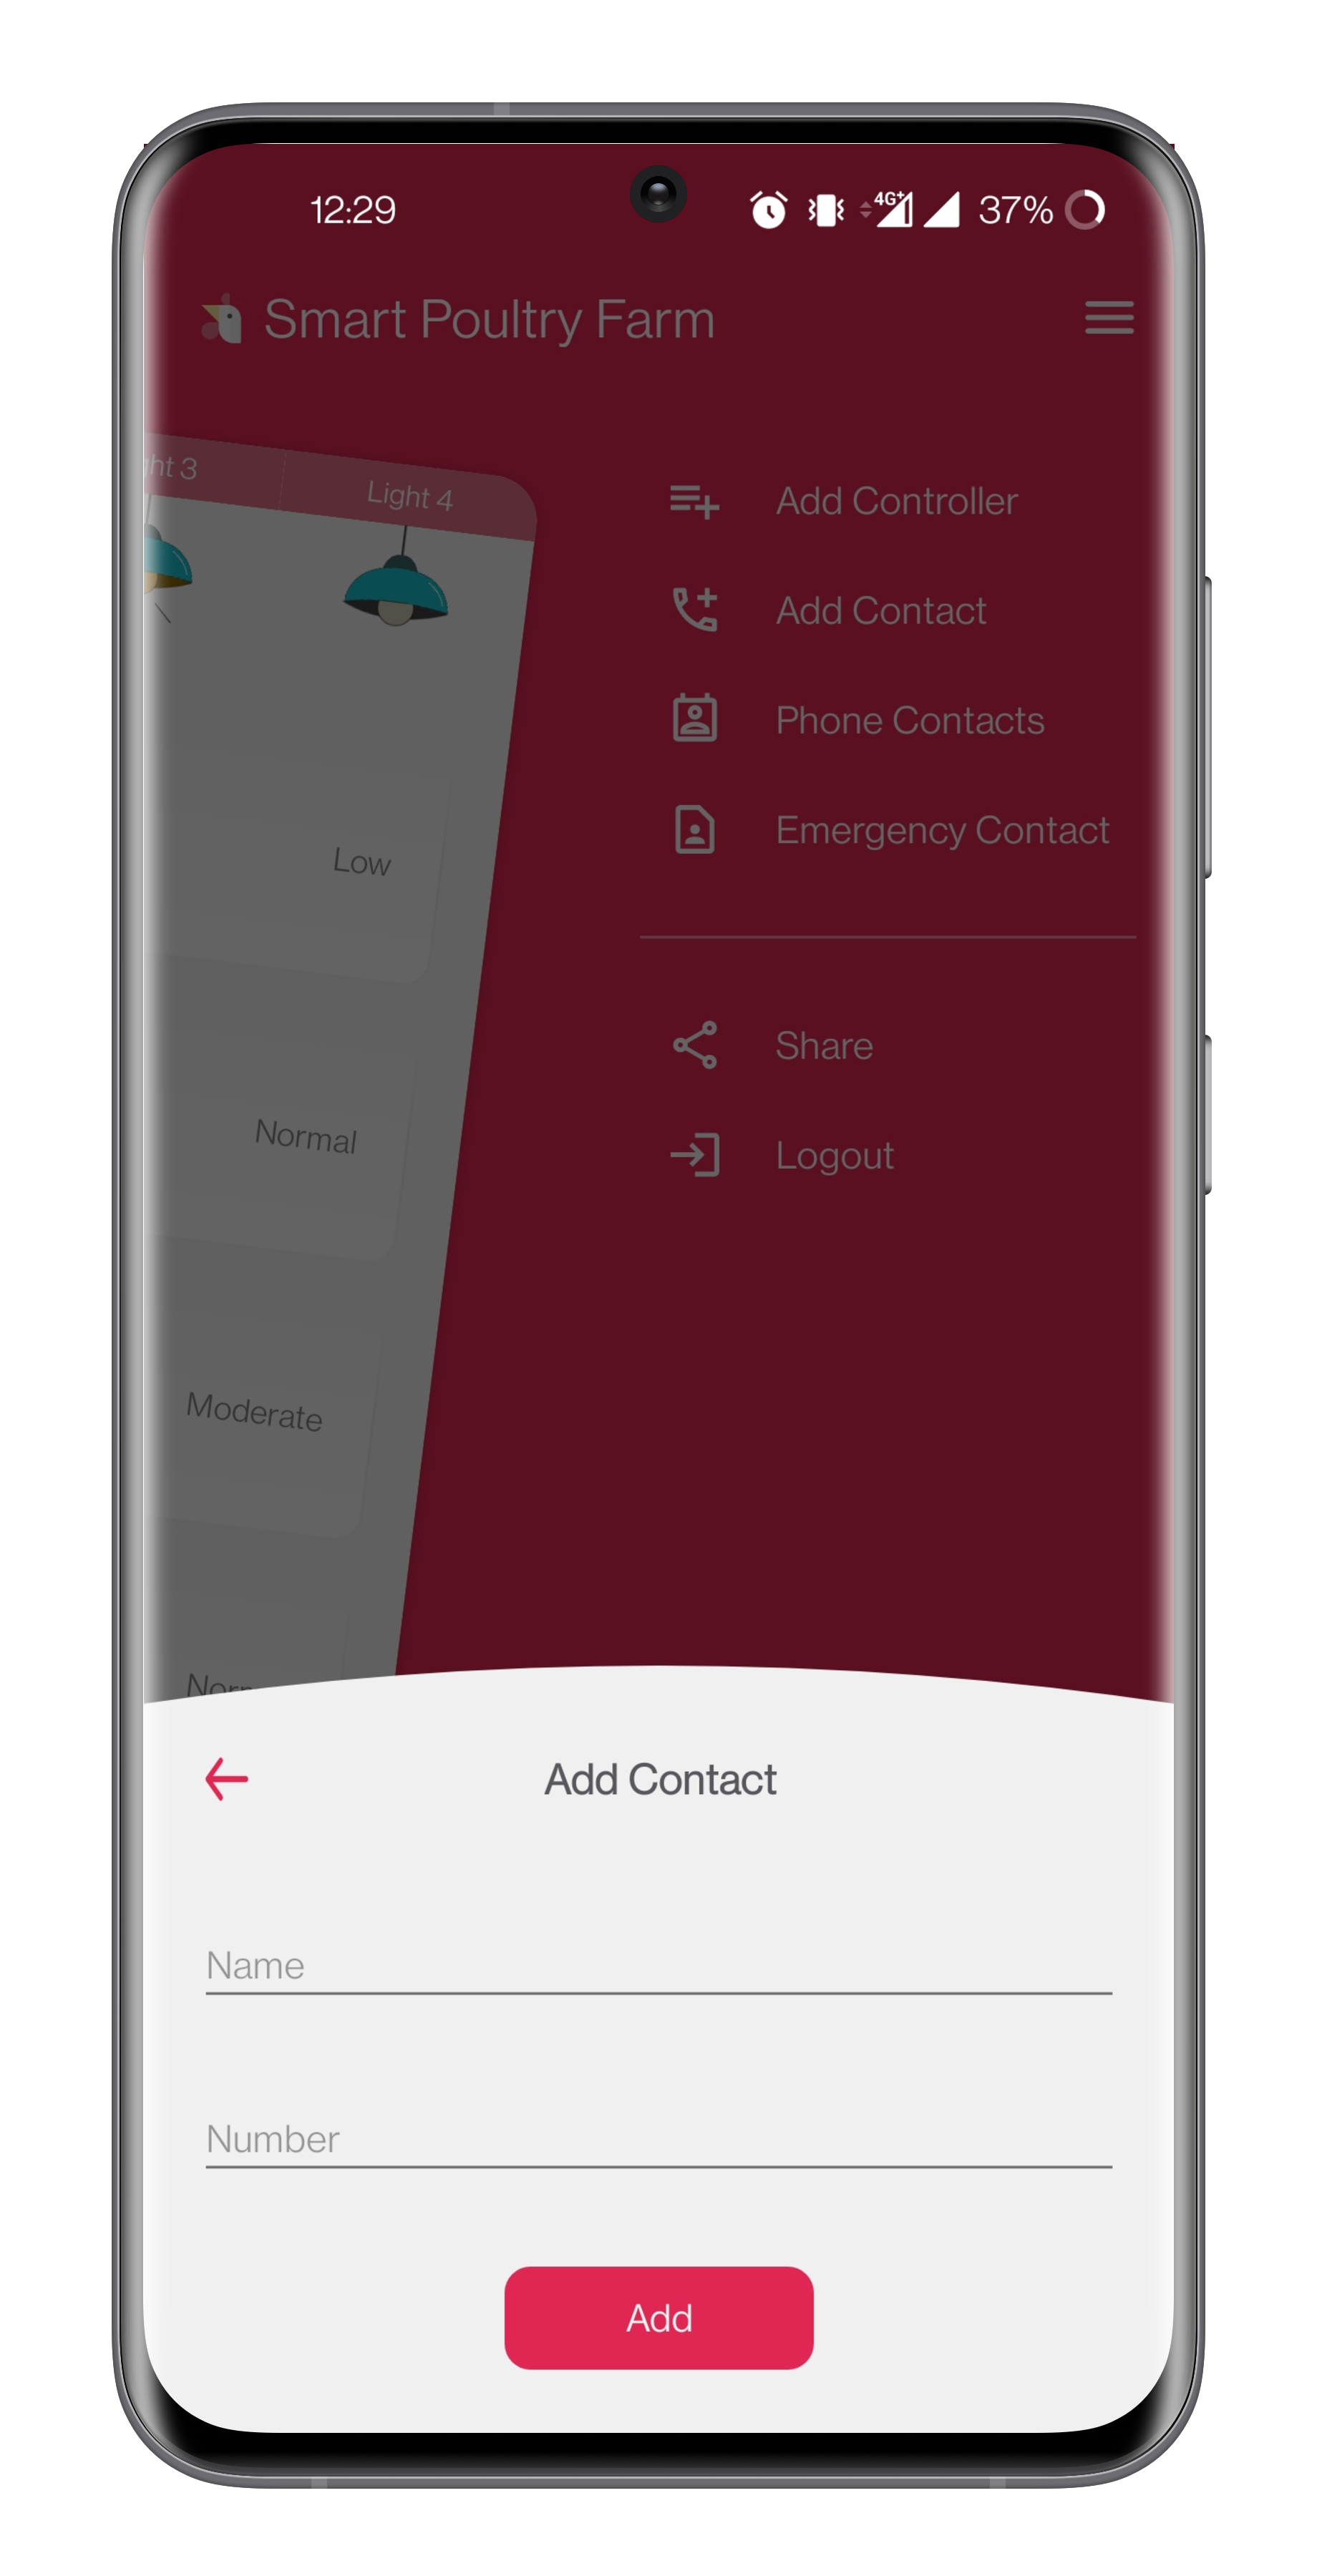 12:29 4G+ 37%
Smart Poultry Farm
ght 3
Light 4
Add Controller
Add Contact
Phone Contacts
Emergency Contact
Share
Logout
Low
Normal
Moderate
Nor
Add Contact
Name
Number
Add